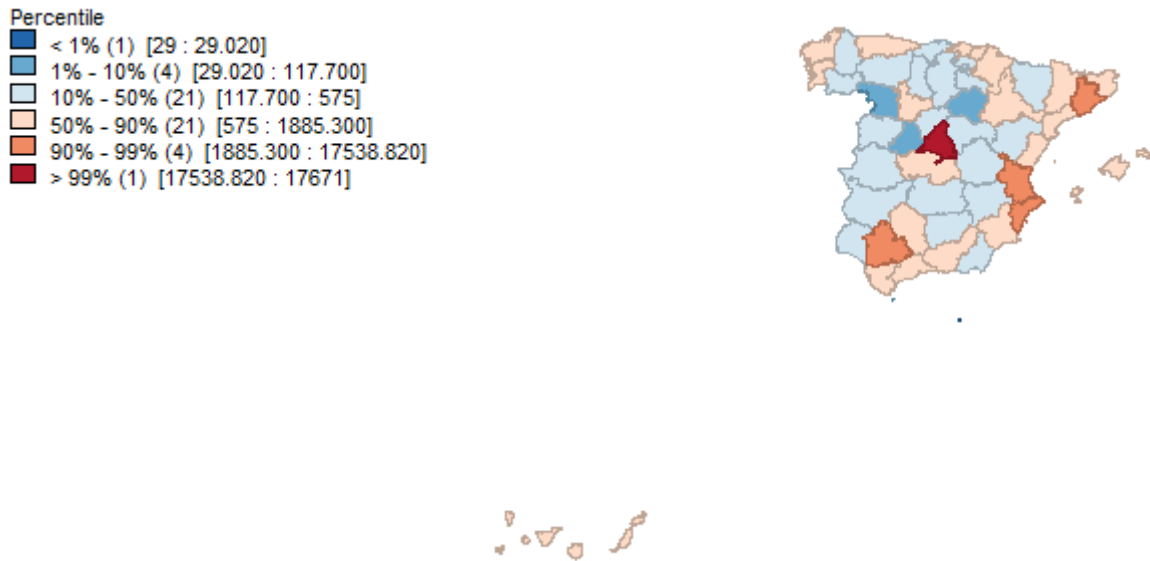 Percentile
< 1% (1) [29 : 29.020]
1% - 10% (4) [29.020 : 117.700]
10% - 50% (21) [117.700 : 575]
50% - 90% (21) [575 : 1885.300]
90% - 99% (4) [1885.300 : 17538.820]
> 99% (1) [17538.820 : 17671]